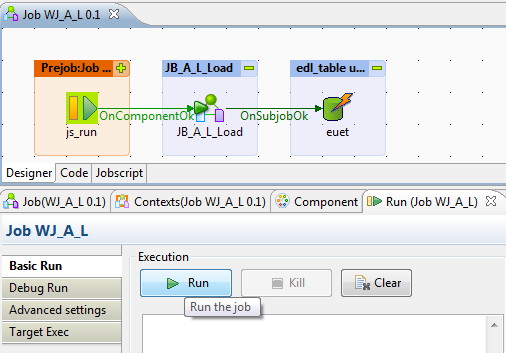 Job WJ_A_L 0.1
Prejob:Job ... JB_A_L_Load edl_table u...
OnComponentOk OnSubjobOk
js_run JB_A_L_Load euet
Designer Code Jobscript
Job(WJ_A_L 0.1) Contexts(Job WJ_A_L 0.1) Component Run (Job WJ_A_L)
Job WJ_A_L
Basic Run
Debug Run
Advanced settings
Target Exec
Execution
Run Kill Clear
Run the job